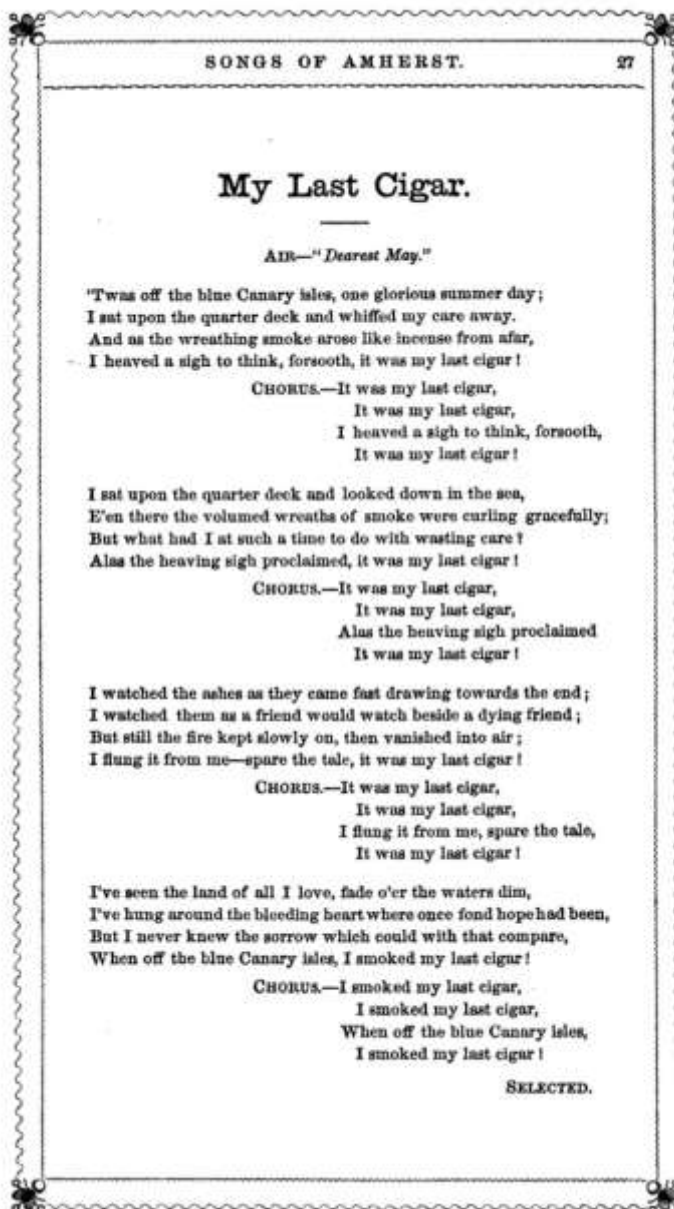 SONGS OF AMHERST. 27
My Last Cigar.
AIR—"Dearest May."
'Twas off the blue Canary isles, one glorious summer day;
I sat upon the quarter deck and whiffed my care away.
And as the wreathing smoke arose like incense from afar,
I heaved a sigh to think, forsooth, it was my last cigar!
CHORUS.—It was my last cigar,
It was my last cigar,
I heaved a sigh to think, forsooth,
It was my last cigar!
I sat upon the quarter deck and looked down in the sea,
E'en there the volumed wreaths of smoke were curling gracefully;
But what had I at such a time to do with wasting care?
Alas the heaving sigh proclaimed, it was my last cigar!
CHORUS.—It was my last cigar,
It was my last cigar,
Alas the heaving sigh proclaimed
It was my last cigar!
I watched the ashes as they came fast drawing towards the end;
I watched them as a friend would watch beside a dying friend;
But still the fire kept slowly on, then vanished into air;
I flung it from me—spare the tale, it was my last cigar!
CHORUS.—It was my last cigar,
It was my last cigar,
I flung it from me, spare the tale,
It was my last cigar!
I've seen the land of all I love, fade o'er the waters dim,
I've hung around the bleeding heart where once fond hope had been,
But I never knew the sorrow which could with that compare,
When off the blue Canary isles, I smoked my last cigar!
CHORUS.—I smoked my last cigar,
I smoked my last cigar,
When off the blue Canary isles,
I smoked my last cigar!
SELECTED.